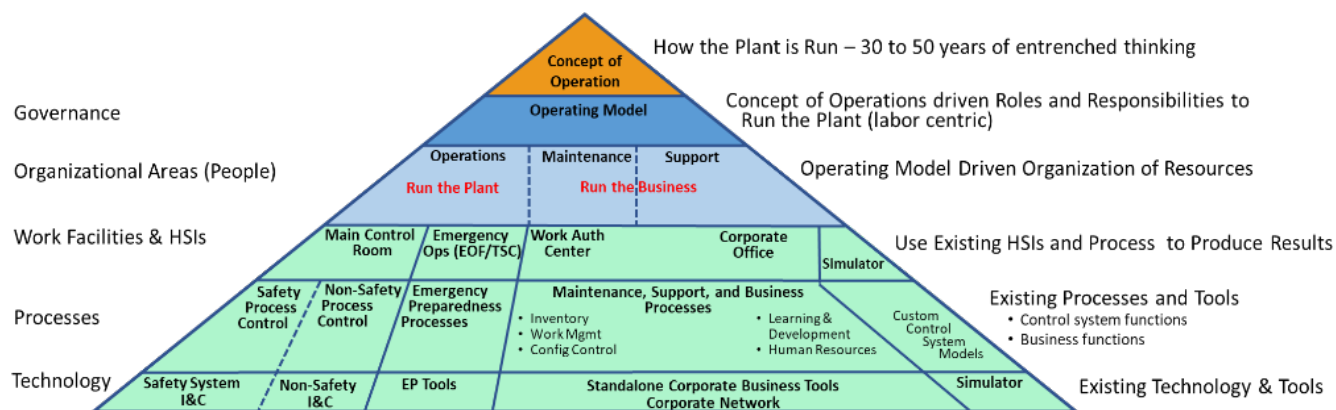 How the Plant is Run – 30 to 50 years of entrenched thinking
Concept of
Operation
Governance
Operating Model
Concept of Operations driven Roles and Responsibilities to
Run the Plant (labor centric)
Organizational Areas (People)
Operations
Maintenance
Support
Run the Plant
Run the Business
Operating Model Driven Organization of Resources
Work Facilities & HSIs
Main Control
Room
Emergency
Ops (EOF/TSC)
Work Auth
Center
Corporate
Office
Simulator
Use Existing HSIs and Process to Produce Results
Processes
Safety
Process
Control
Non-Safety
Process
Control
Emergency
Preparedness
Processes
Maintenance, Support, and Business
Processes
• Inventory
• Work Mgmt
• Config Control
• Learning &
Development
• Human Resources
Custom
Control
System
Models
Existing Processes and Tools
• Control system functions
• Business functions
Technology
Safety System
I&C
Non-Safety
I&C
EP Tools
Standalone Corporate Business Tools
Corporate Network
Simulator
Existing Technology & Tools